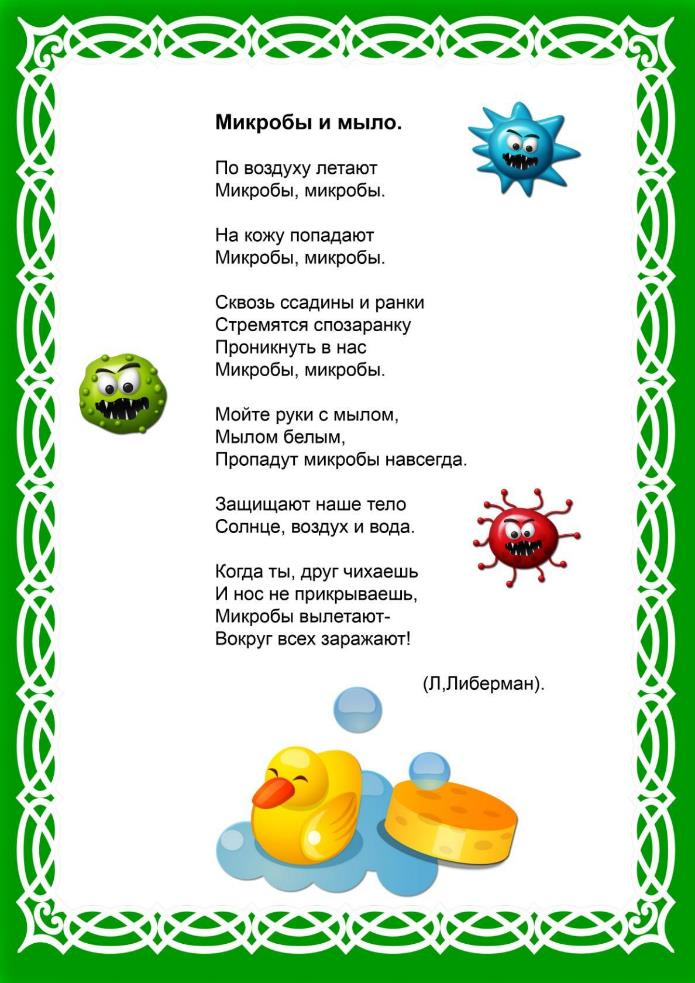 Микробы и мыло.
По воздуху летают
Микробы, микробы.
На кожу попадают
Микробы, микробы.
Сквозь ссадины и ранки
Стремятся спозаранку
Проникнуть в нас
Микробы, микробы.
Мойте руки с мылом,
Мылом белым,
Пропадут микробы навсегда.
Защищают наше тело
Солнце, воздух и вода.
Когда ты, друг чихаешь
И нос не прикрываешь,
Микробы вылетают-
Вокруг всех заражают!
(Л,Либерман).